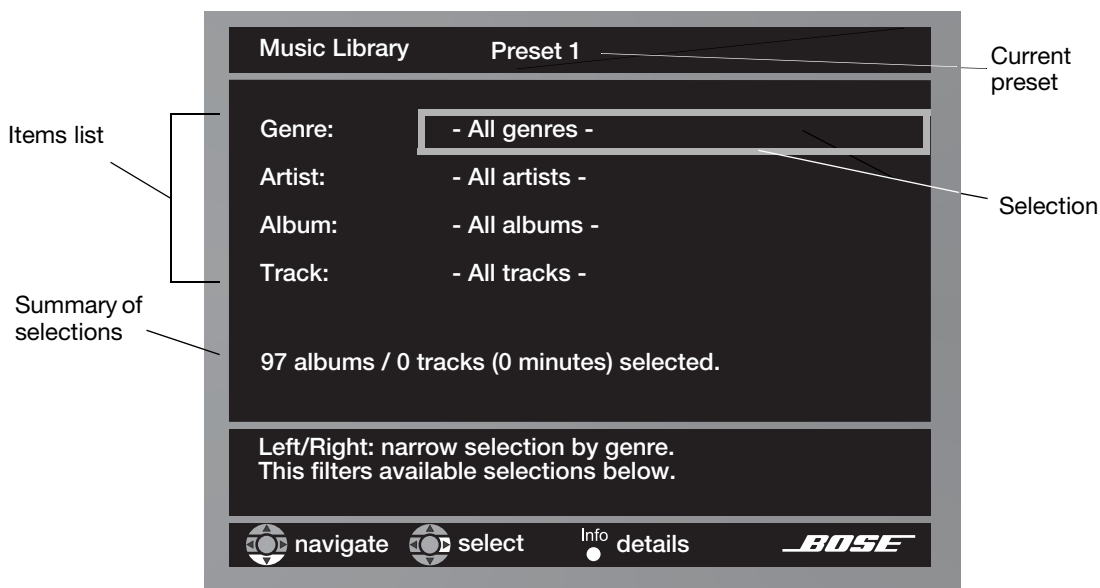 Music Library Preset 1
Current
preset
Items list
Genre: - All genres -
Artist: - All artists -
Selection
Album: - All albums -
Track: - All tracks -
Summary of
selections
97 albums / 0 tracks (0 minutes) selected.
Left/Right: narrow selection by genre.
This filters available selections below.
navigate select Info details BOSE